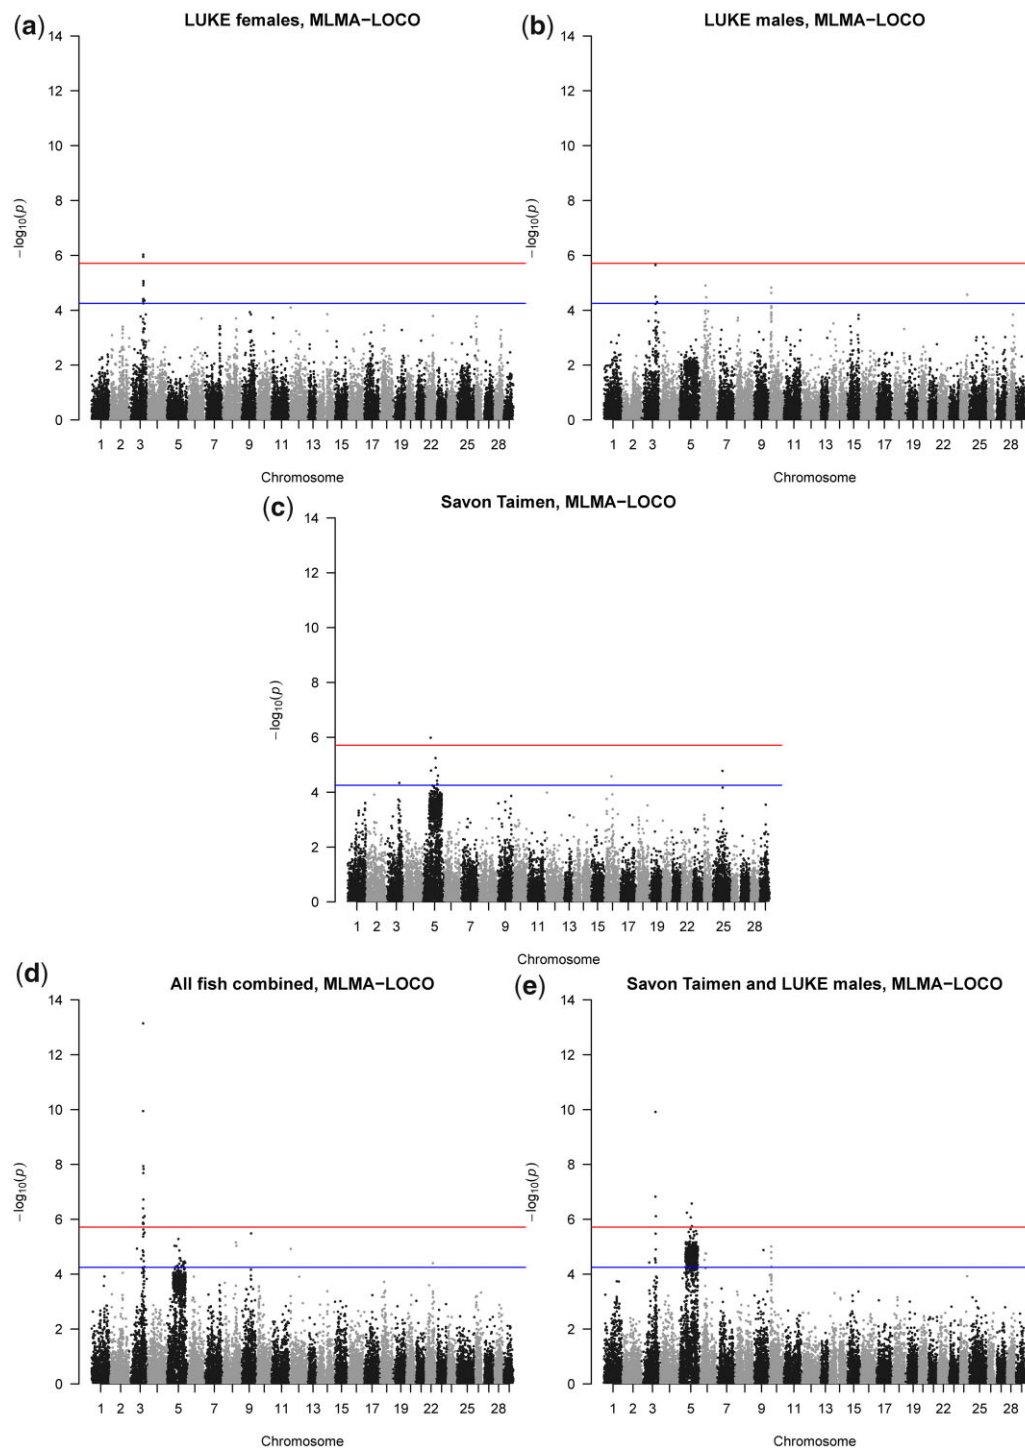 (a) LUKE females, MLMA−LOCO
14
12
10
8
6
4
2
0
−log10(p)
1 2 3 5 7 9 11 13 15 17 19 22 25 28
Chromosome
(b) LUKE males, MLMA−LOCO
14
12
10
8
6
4
2
0
−log10(p)
1 2 3 5 7 9 11 13 15 17 19 22 25 28
Chromosome
(c) Savon Taimen, MLMA−LOCO
14
12
10
8
6
4
2
0
−log10(p)
1 2 3 5 7 9 11 13 15 17 19 22 25 28
Chromosome
(d) All fish combined, MLMA−LOCO
14
12
10
8
6
4
2
0
−log10(p)
1 2 3 5 7 9 11 13 15 17 19 22 25 28
Chromosome
(e) Savon Taimen and LUKE males, MLMA−LOCO
14
12
10
8
6
4
2
0
−log10(p)
1 2 3 5 7 9 11 13 15 17 19 22 25 28
Chromosome